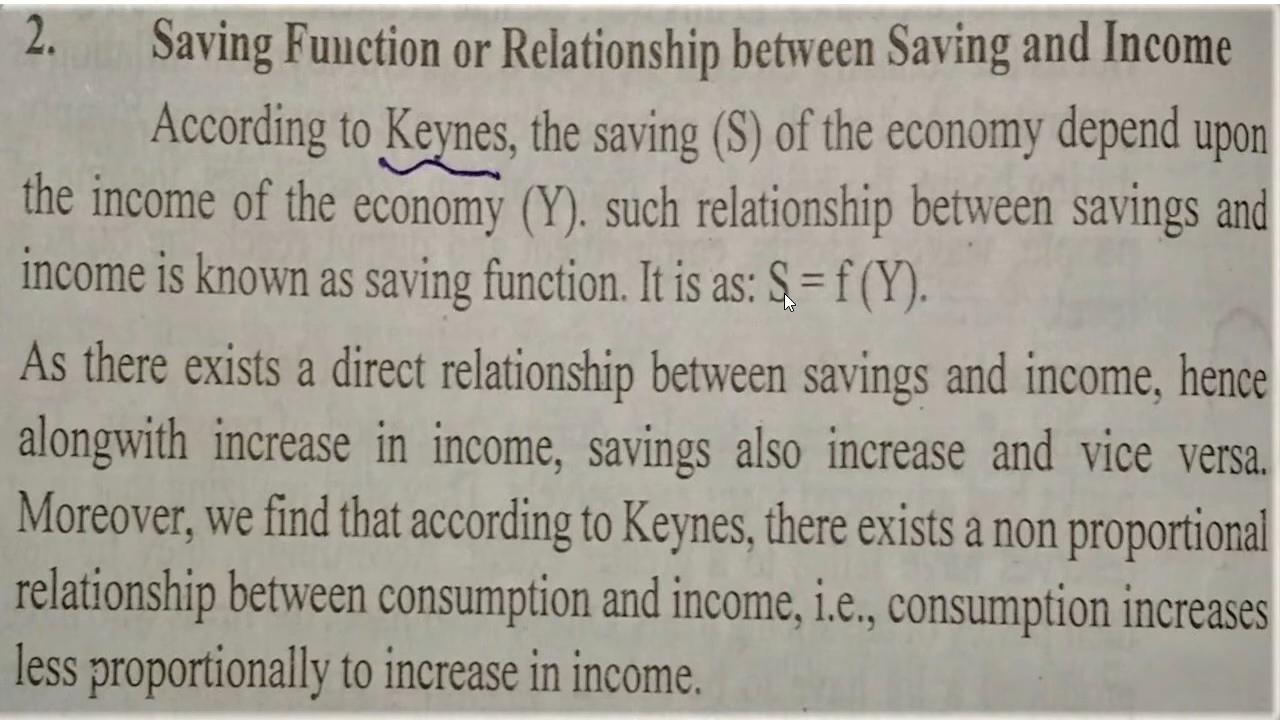 2. Saving Function or Relationship between Saving and Income
According to Keynes, the saving (S) of the economy depend upon
the income of the economy (Y). such relationship between savings and
income is known as saving function. It is as: S = f (Y).
As there exists a direct relationship between savings and income, hence
alongwith increase in income, savings also increase and vice versa.
Moreover, we find that according to Keynes, there exists a non proportional
relationship between consumption and income, i.e., consumption increases
less proportionally to increase in income.